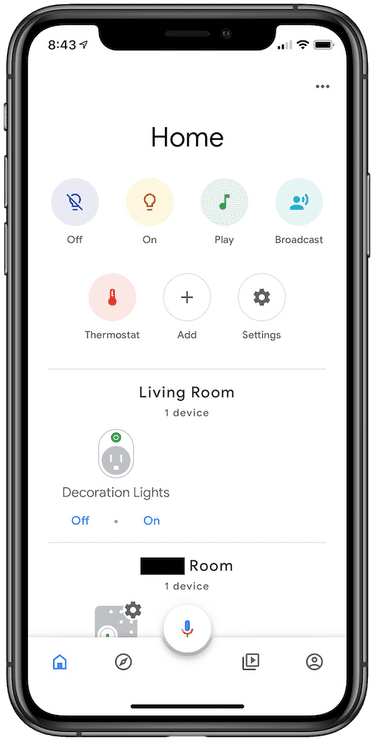 8:43
Home
Off
On
Play
Broadcast
Thermostat
Add
Settings
Living Room
1 device
Decoration Lights
Off • On
Room
1 device